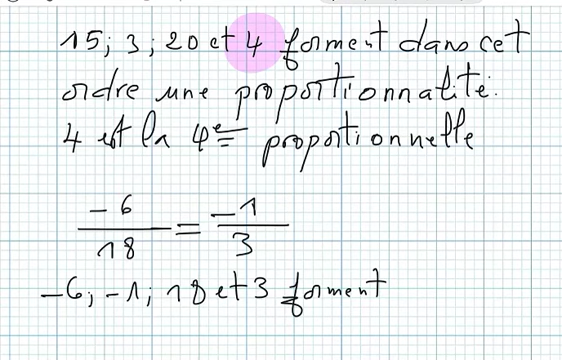 15; 3; 20 et 4 forment dans cet
ordre une proportionnalité.
4 est la 4e proportionnelle
-6/18 = -1/3
-6; -1; 18 et 3 forment